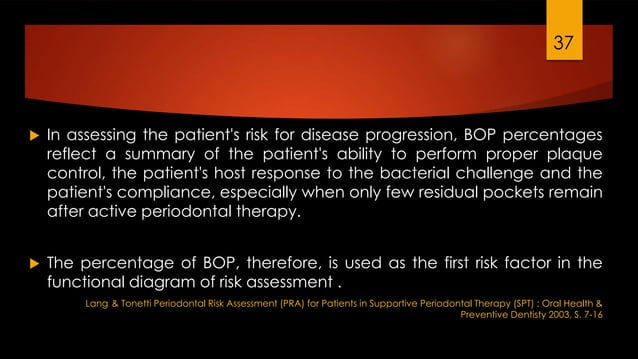 37
▶ In assessing the patient's risk for disease progression, BOP percentages
reflect a summary of the patient's ability to perform proper plaque
control, the patient's host response to the bacterial challenge and the
patient's compliance, especially when only few residual pockets remain
after active periodontal therapy.
▶ The percentage of BOP, therefore, is used as the first risk factor in the
functional diagram of risk assessment .
Lang & Tonetti Periodontal Risk Assessment (PRA) for Patients in Supportive Periodontal Therapy (SPT) : Oral Health &
Preventive Dentisty 2003, S. 7-16